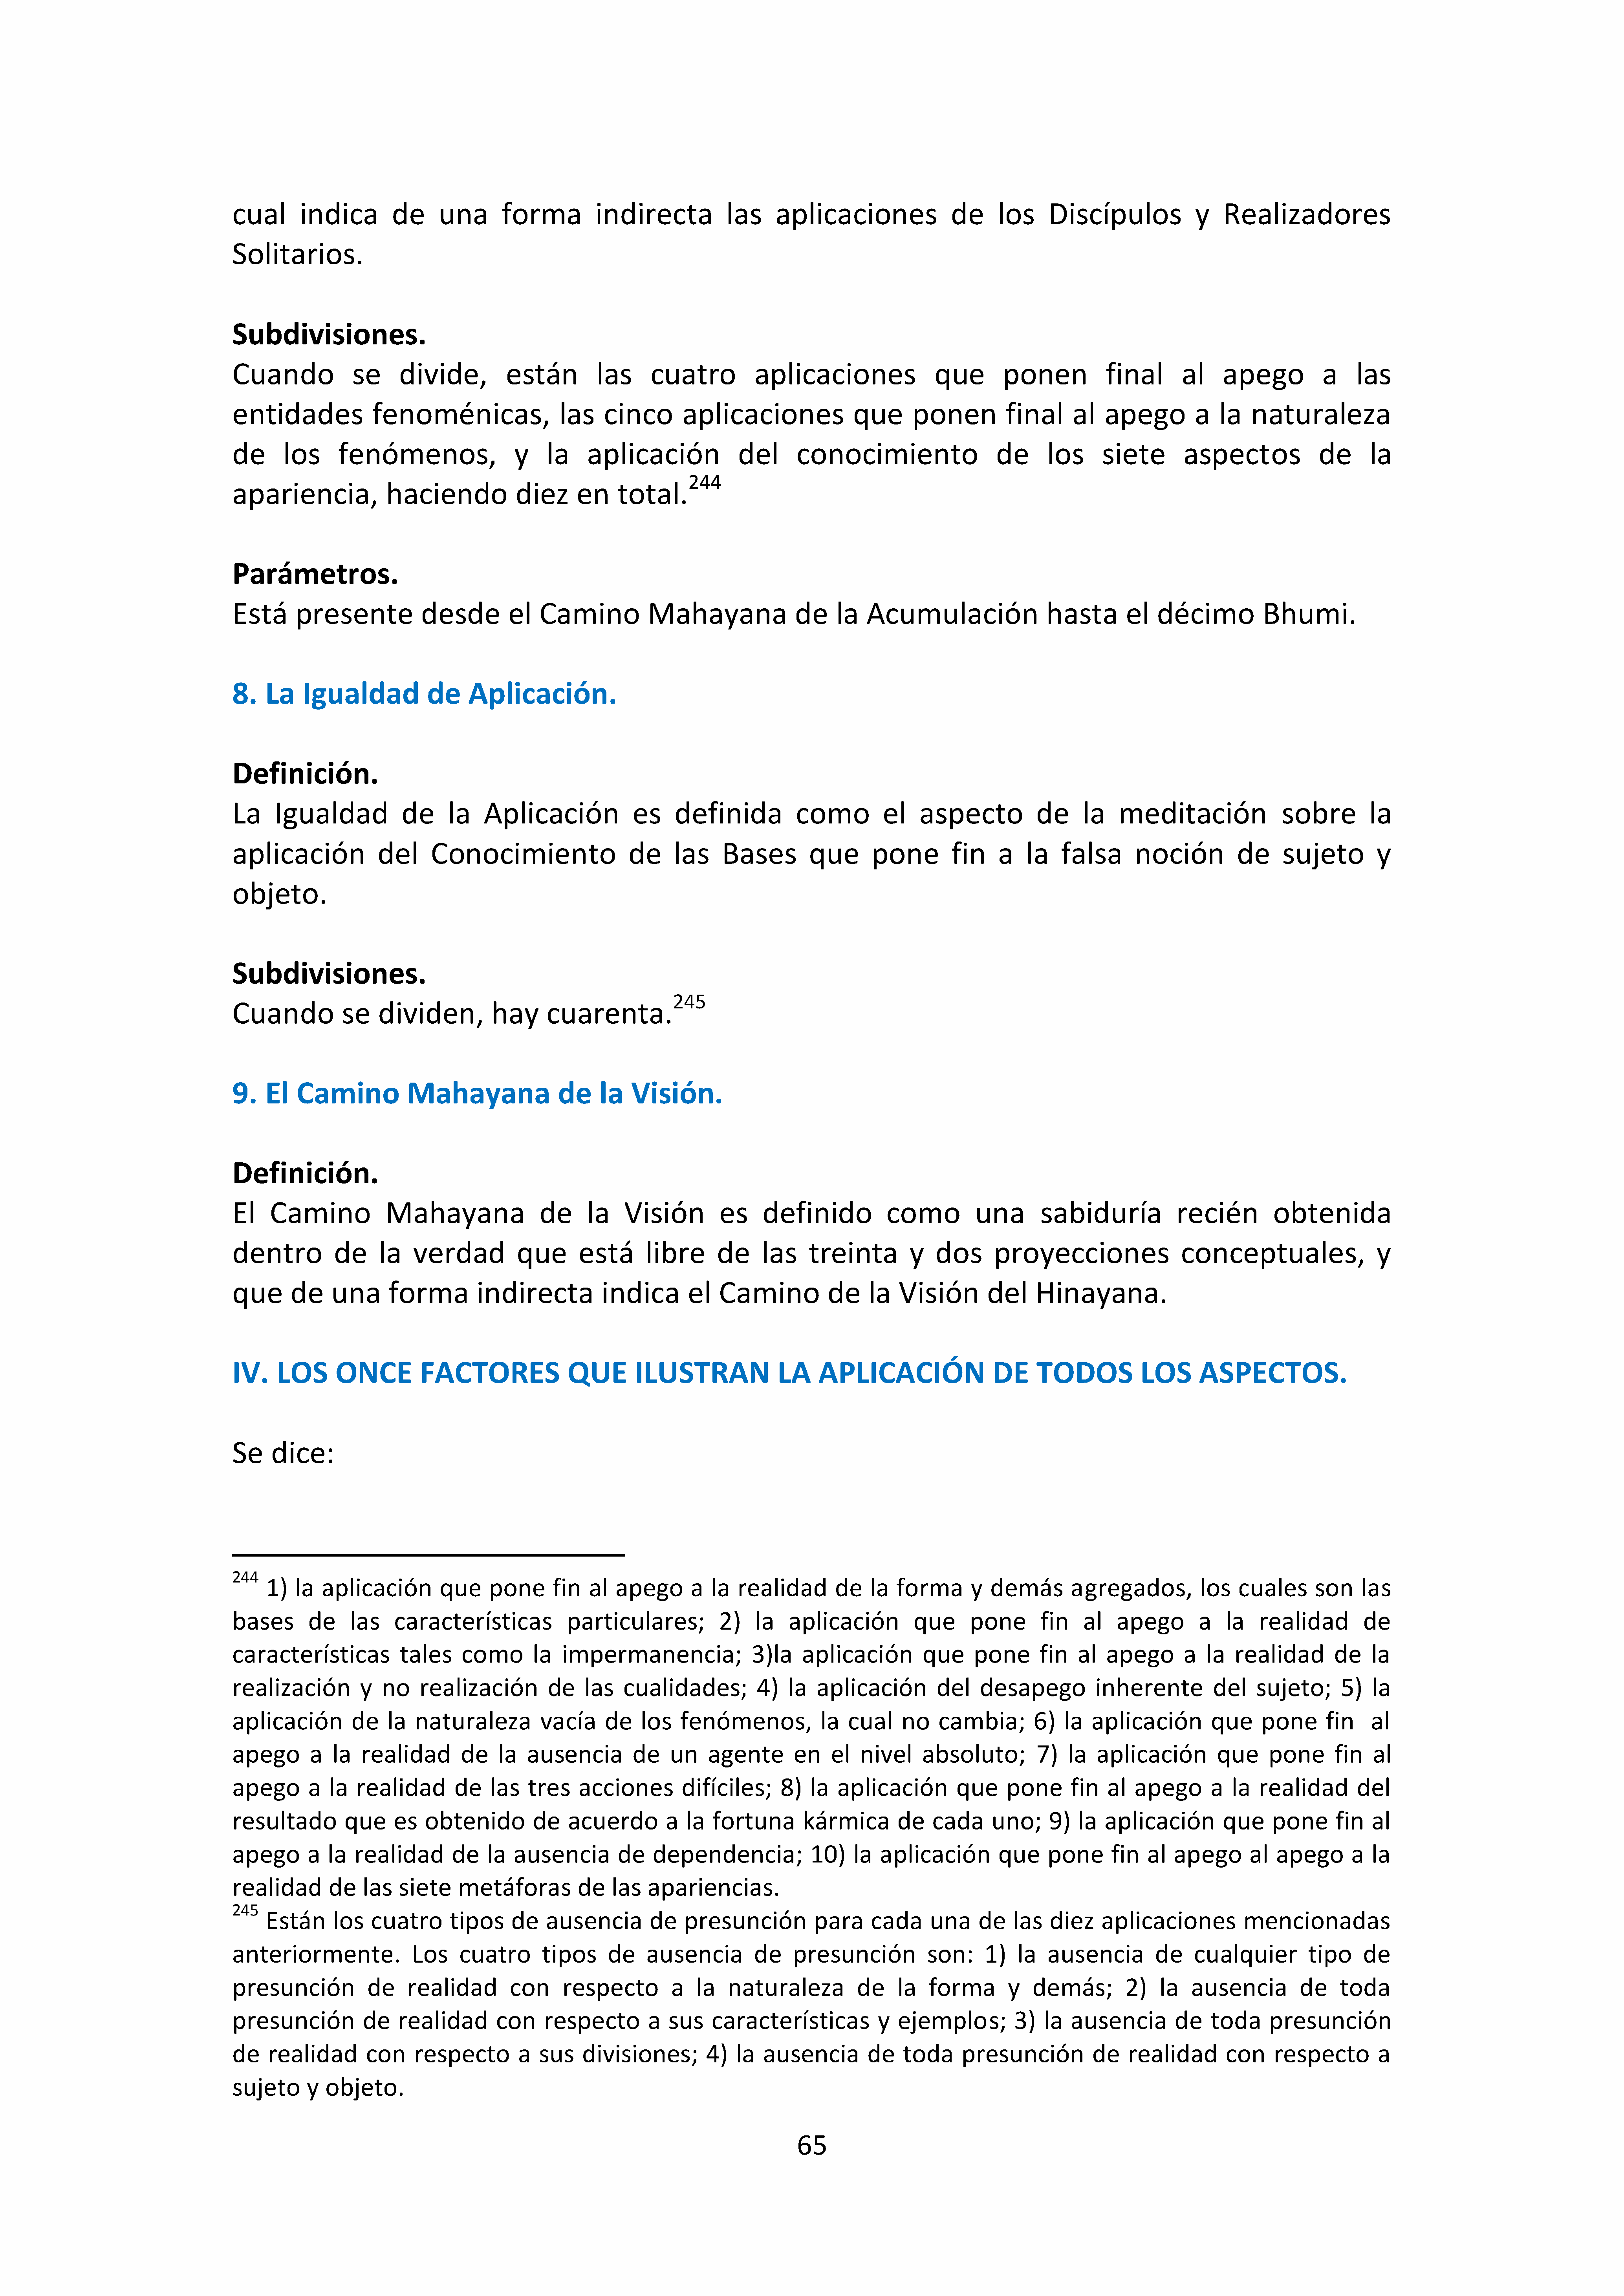 cual indica de una forma indirecta las aplicaciones de los Discípulos y Realizadores
Solitarios.
Subdivisiones.
Cuando se divide, están las cuatro aplicaciones que ponen final al apego a las
entidades fenoménicas, las cinco aplicaciones que ponen final al apego a la naturaleza
de los fenómenos, y la aplicación del conocimiento de los siete aspectos de la
apariencia, haciendo diez en total.244
Parámetros.
Está presente desde el Camino Mahayana de la Acumulación hasta el décimo Bhumi.
8. La Igualdad de Aplicación.
Definición.
La Igualdad de la Aplicación es definida como el aspecto de la meditación sobre la
aplicación del Conocimiento de las Bases que pone fin a la falsa noción de sujeto y
objeto.
Subdivisiones.
Cuando se dividen, hay cuarenta.245
9. El Camino Mahayana de la Visión.
Definición.
El Camino Mahayana de la Visión es definido como una sabiduría recién obtenida
dentro de la verdad que está libre de las treinta y dos proyecciones conceptuales, y
que de una forma indirecta indica el Camino de la Visión del Hinayana.
IV. LOS ONCE FACTORES QUE ILUSTRAN LA APLICACIÓN DE TODOS LOS ASPECTOS.
Se dice:
244 1) la aplicación que pone fin al apego a la realidad de la forma y demás agregados, los cuales son las
bases de las características particulares; 2) la aplicación que pone fin al apego a la realidad de
características tales como la impermanencia; 3)la aplicación que pone fin al apego a la realidad de la
realización y no realización de las cualidades; 4) la aplicación del desapego inherente del sujeto; 5) la
aplicación de la naturaleza vacía de los fenómenos, la cual no cambia; 6) la aplicación que pone fin al
apego a la realidad de la ausencia de un agente en el nivel absoluto; 7) la aplicación que pone fin al
apego a la realidad de las tres acciones difíciles; 8) la aplicación que pone fin al apego a la realidad del
resultado que es obtenido de acuerdo a la fortuna kármica de cada uno; 9) la aplicación que pone fin al
apego a la realidad de la ausencia de dependencia; 10) la aplicación que pone fin al apego al apego a la
realidad de las siete metáforas de las apariencias.
245 Están los cuatro tipos de ausencia de presunción para cada una de las diez aplicaciones mencionadas
anteriormente. Los cuatro tipos de ausencia de presunción son: 1) la ausencia de cualquier tipo de
presunción de realidad con respecto a la naturaleza de la forma y demás; 2) la ausencia de toda
presunción de realidad con respecto a sus características y ejemplos; 3) la ausencia de toda presunción
de realidad con respecto a sus divisiones; 4) la ausencia de toda presunción de realidad con respecto a
sujeto y objeto.
65